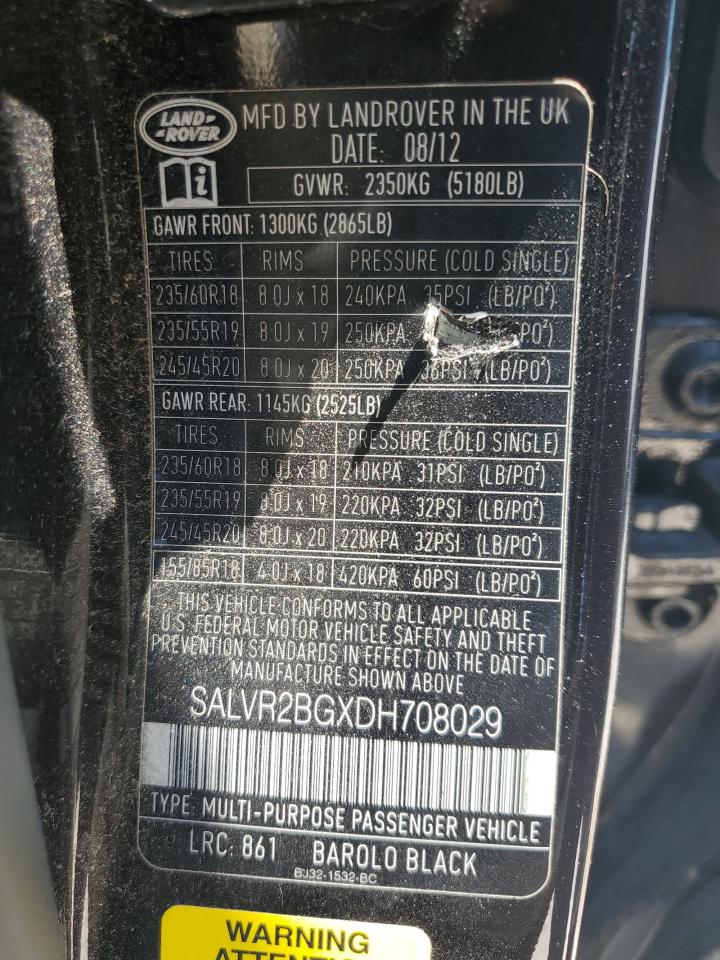 LAND-
-ROVER
MFD BY LANDROVER IN THE UK
DATE: 08/12
i
GVWR: 2350KG (5180LB)
GAWR FRONT: 1300KG (2865LB)
TIRES RIMS PRESSURE (COLD SINGLE)
235/60R18 8.0J x 18 240KPA 35PSI (LB/PO²)
235/55R19 8.0J x 19 250KPA PO²)
245/45R20 8.0J x 20 250KPA 36PSI (LB/PO²)
GAWR REAR: 1145KG (2525LB)
TIRES RIMS PRESSURE (COLD SINGLE)
235/60R18 8.0J x 18 210KPA 31PSI (LB/PO²)
235/55R19 8.0J x 19 220KPA 32PSI (LB/PO²)
245/45R20 8.0J x 20 220KPA 32PSI (LB/PO²)
155/85R18 4.0J x 18 420KPA 60PSI (LB/PO²)
THIS VEHICLE CONFORMS TO ALL APPLICABLE
U.S. FEDERAL MOTOR VEHICLE SAFETY AND THEFT
PREVENTION STANDARDS IN EFFECT ON THE DATE OF
MANUFACTURE SHOWN ABOVE
SALVR2BGXDH708029
TYPE: MULTI-PURPOSE PASSENGER VEHICLE
LRC: 861 BAROLO BLACK
BJ32-1532-BC
WARNING
ATTENTION